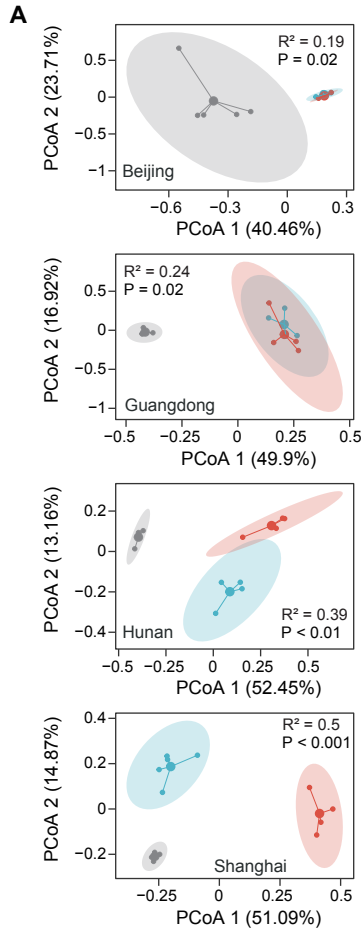 A
R² = 0.19
P = 0.02
0.5
0
−0.5
−1
Beijing
PCoA 2 (23.71%)
−0.6
−0.3
0
0.3
PCoA 1 (40.46%)
R² = 0.24
P = 0.02
0.5
0
−0.5
−1
Guangdong
PCoA 2 (16.92%)
−0.5
−0.25
0
0.25
0.5
PCoA 1 (49.9%)
0.2
0
−0.2
−0.4
Hunan
R² = 0.39
P < 0.01
PCoA 2 (13.16%)
−0.5
−0.25
0
0.25
0.5
PCoA 1 (52.45%)
R² = 0.5
P < 0.001
0.4
0.2
0
−0.2
Shanghai
PCoA 2 (14.87%)
−0.25
0
0.25
0.5
PCoA 1 (51.09%)